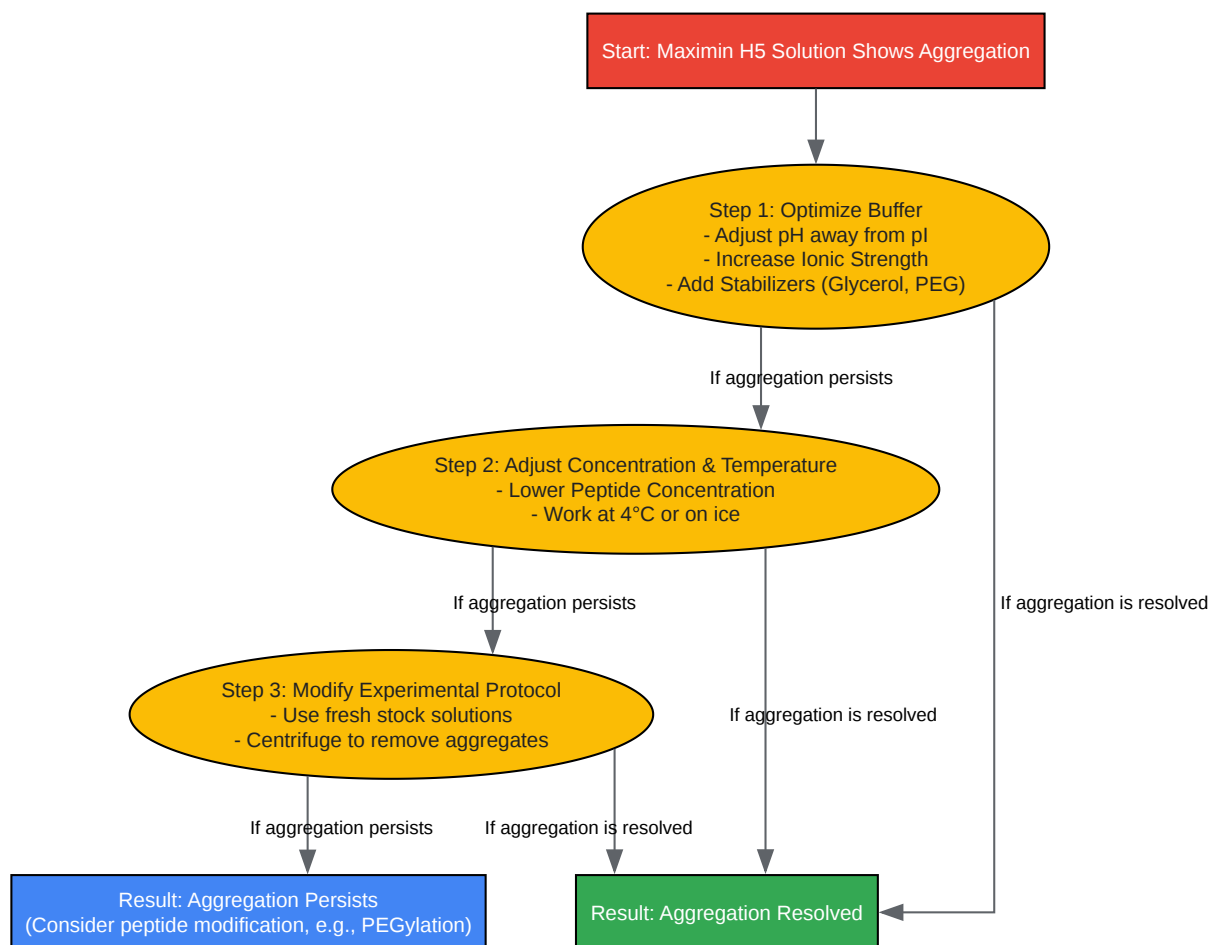 Start: Maximin H5 Solution Shows Aggregation
Step 1: Optimize Buffer
- Adjust pH away from pI
- Increase Ionic Strength
- Add Stabilizers (Glycerol, PEG)
If aggregation persists
Step 2: Adjust Concentration & Temperature
- Lower Peptide Concentration
- Work at 4°C or on ice
If aggregation persists
If aggregation is resolved
Step 3: Modify Experimental Protocol
- Use fresh stock solutions
- Centrifuge to remove aggregates
If aggregation is resolved
If aggregation persists
If aggregation is resolved
Result: Aggregation Persists
(Consider peptide modification, e.g., PEGylation)
Result: Aggregation Resolved